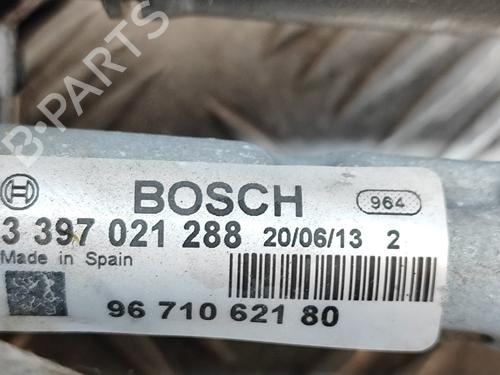 B-PARTS
BOSCH
964
3 397 021 288 20/06/13 2
Made in Spain
96 710 621 80